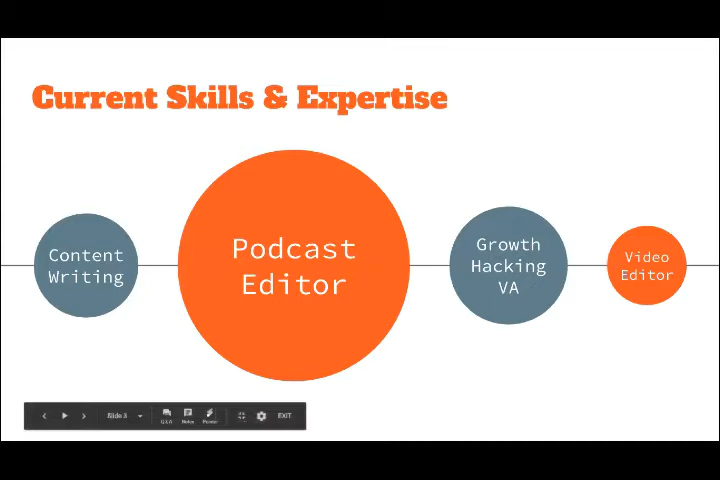 Current Skills & Expertise
Content
Writing
Podcast
Editor
Growth
Hacking
VA
Video
Editor
Slide 3
Q&A
Notes
Pointer
EXIT